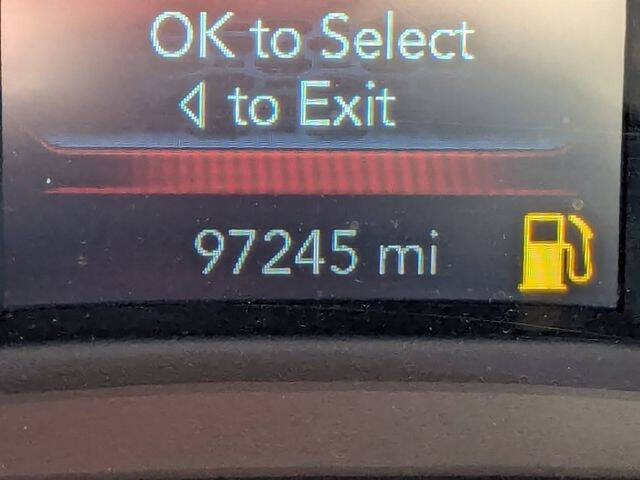 OK to Select
◁ to Exit
97245 mi